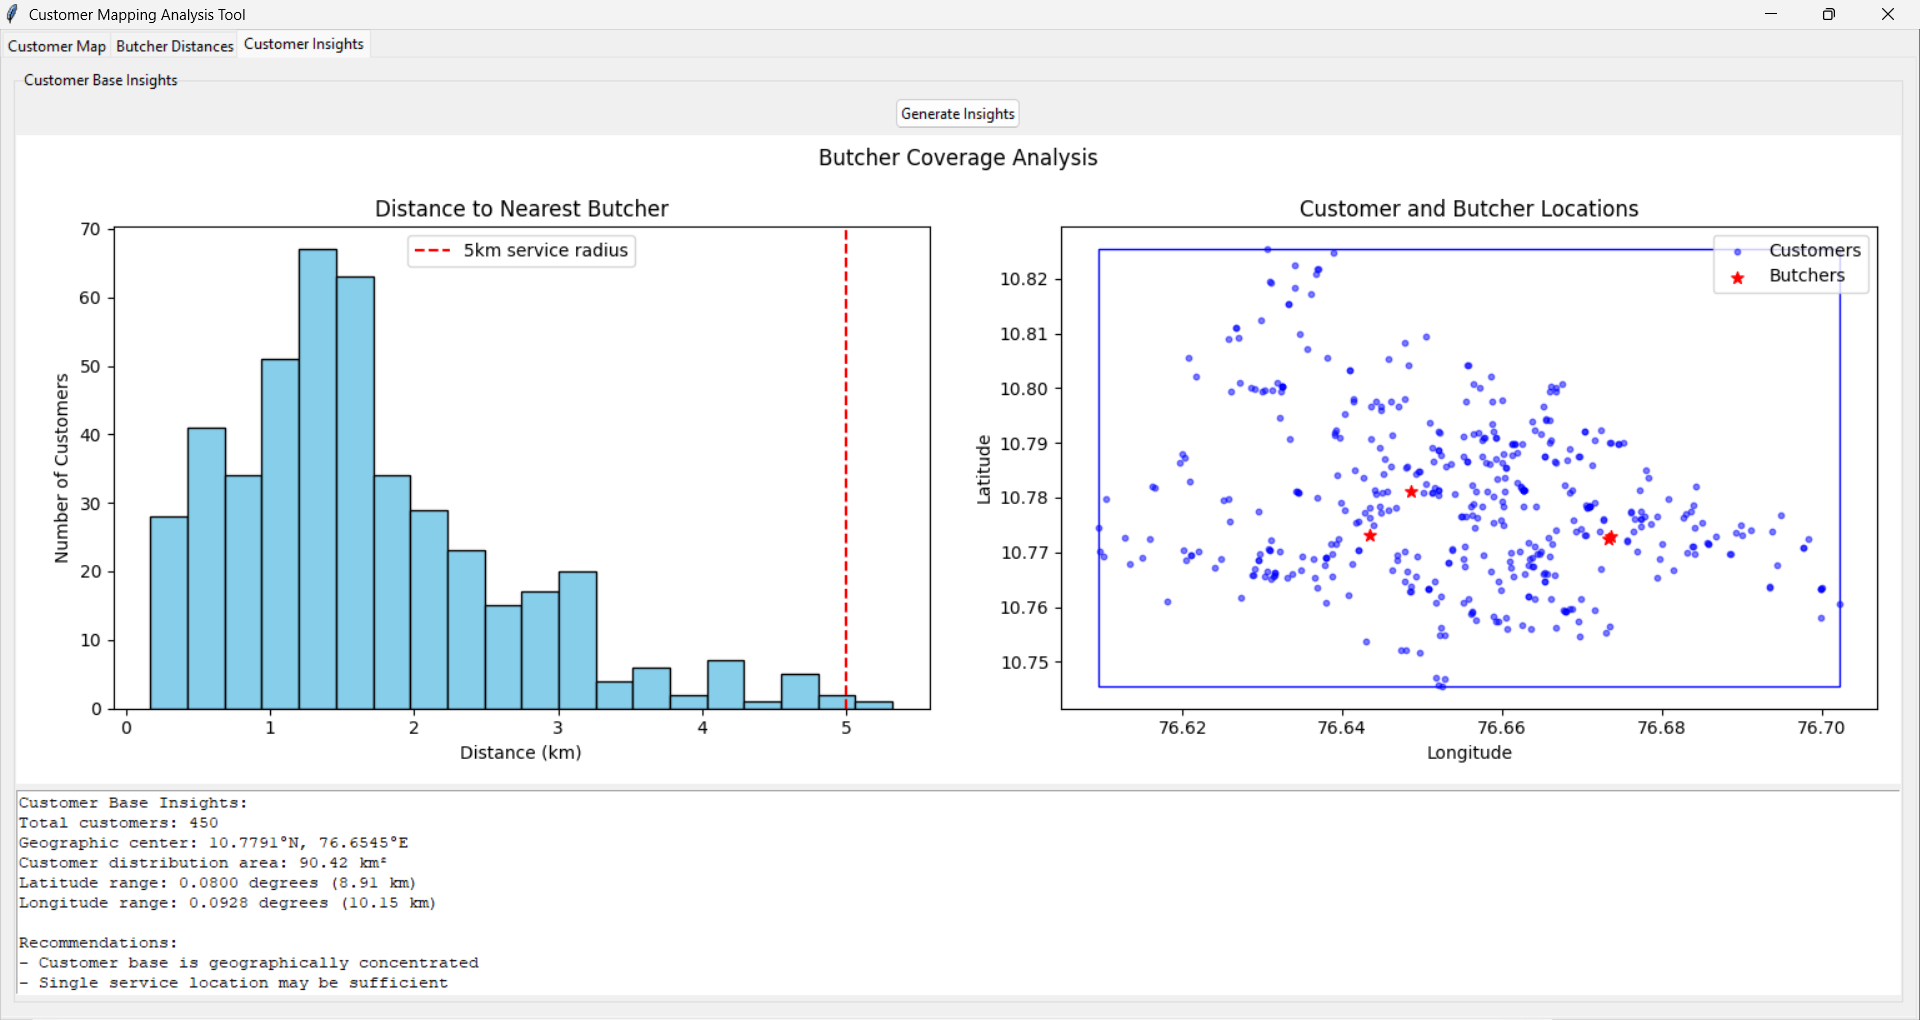 Customer Mapping Analysis Tool
Customer Map Butcher Distances Customer Insights
Customer Base Insights
Generate Insights
Butcher Coverage Analysis
Distance to Nearest Butcher
5km service radius
Number of Customers
70
60
50
40
30
20
10
0
0 1 2 3 4 5
Distance (km)
Customer and Butcher Locations
Customers
Butchers
Latitude
10.82
10.81
10.80
10.79
10.78
10.77
10.76
10.75
76.62 76.64 76.66 76.68 76.70
Longitude
Customer Base Insights:
Total customers: 450
Geographic center: 10.7791°N, 76.6545°E
Customer distribution area: 90.42 km²
Latitude range: 0.0800 degrees (8.91 km)
Longitude range: 0.0928 degrees (10.15 km)
Recommendations:
- Customer base is geographically concentrated
- Single service location may be sufficient